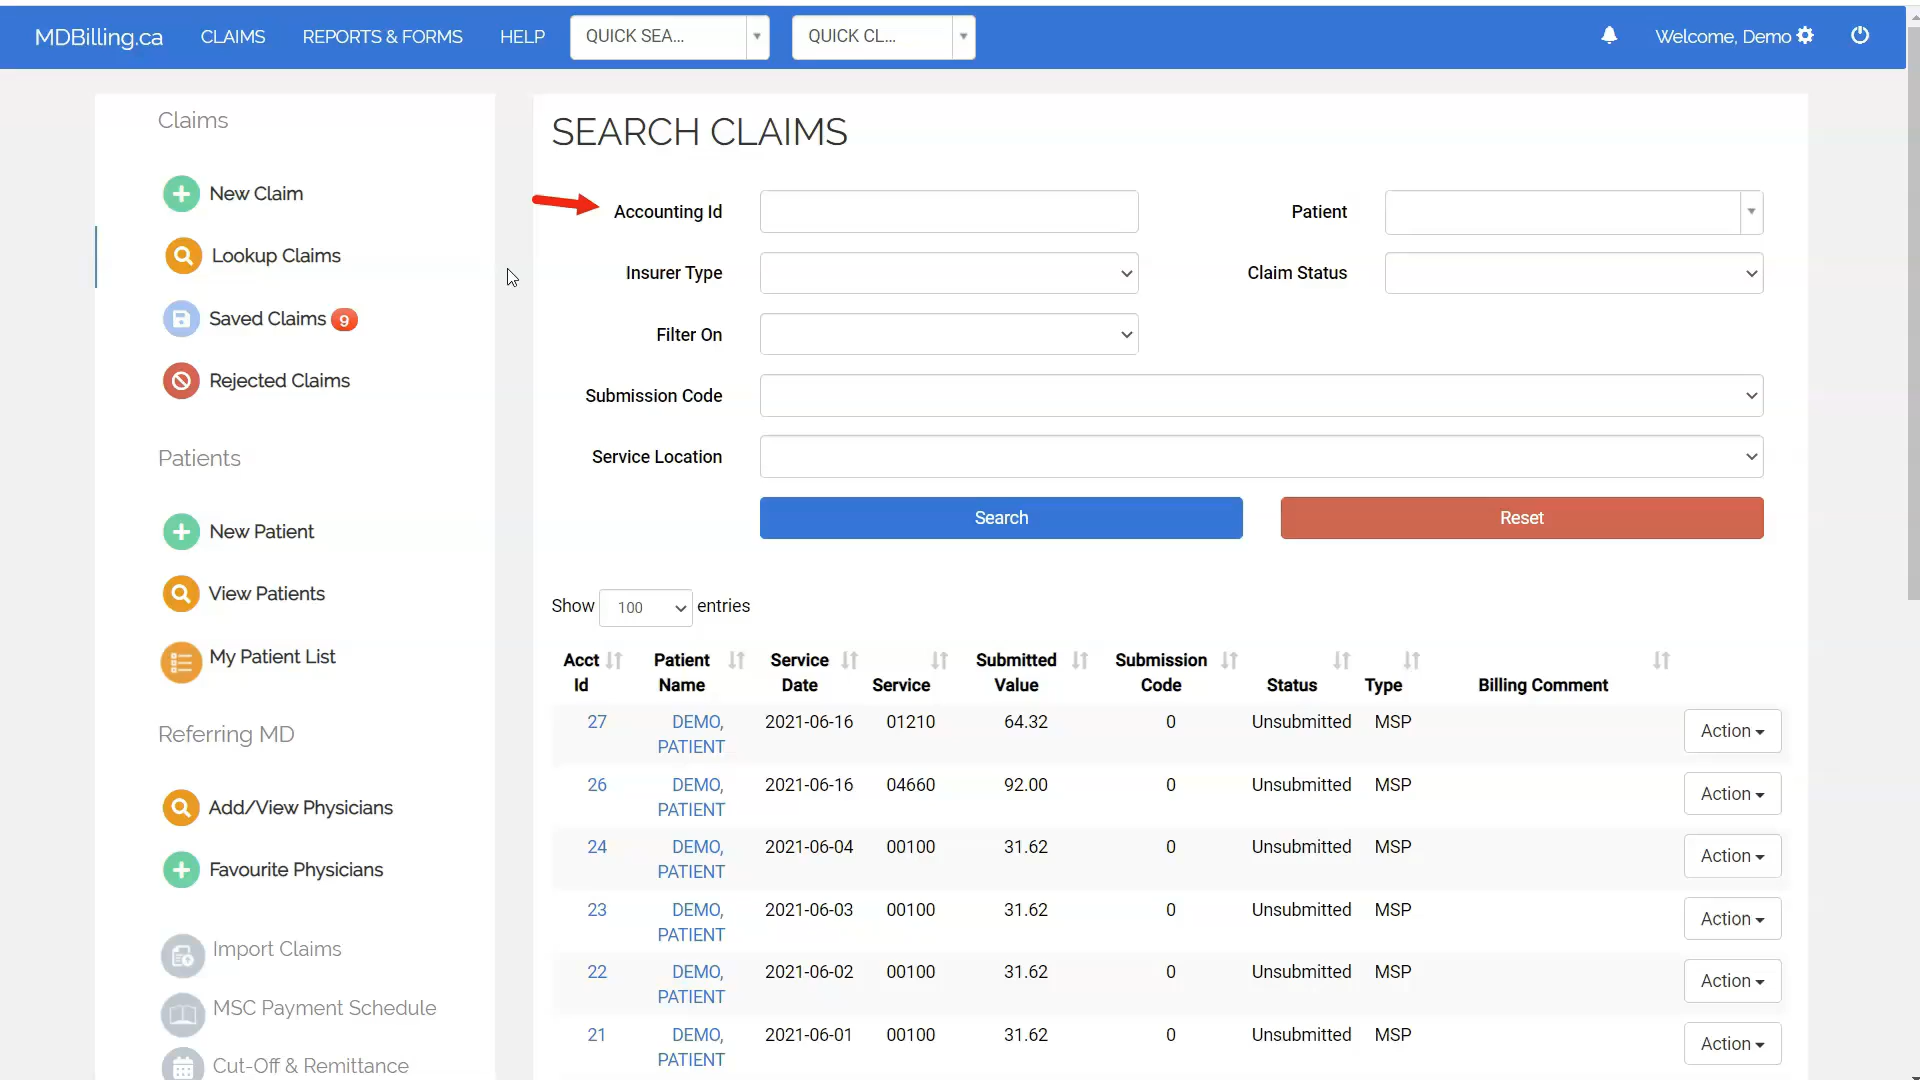 MDBilling.ca CLAIMS REPORTS & FORMS HELP QUICK SEA... QUICK CL... Welcome, Demo
Claims
New Claim
Lookup Claims
Saved Claims 9
Rejected Claims
Patients
New Patient
View Patients
My Patient List
Referring MD
Add/View Physicians
Favourite Physicians
Import Claims
MSC Payment Schedule
Cut-Off & Remittance
SEARCH CLAIMS
Accounting Id Patient
Insurer Type Claim Status
Filter On
Submission Code
Service Location
Search Reset
Show 100 entries
Acct Patient Service Submitted Submission
Id Name Date Service Value Code Status Type Billing Comment
27 DEMO, 2021-06-16 01210 64.32 0 Unsubmitted MSP Action
PATIENT
26 DEMO, 2021-06-16 04660 92.00 0 Unsubmitted MSP Action
PATIENT
24 DEMO, 2021-06-04 00100 31.62 0 Unsubmitted MSP Action
PATIENT
23 DEMO, 2021-06-03 00100 31.62 0 Unsubmitted MSP Action
PATIENT
22 DEMO, 2021-06-02 00100 31.62 0 Unsubmitted MSP Action
PATIENT
21 DEMO, 2021-06-01 00100 31.62 0 Unsubmitted MSP Action
PATIENT